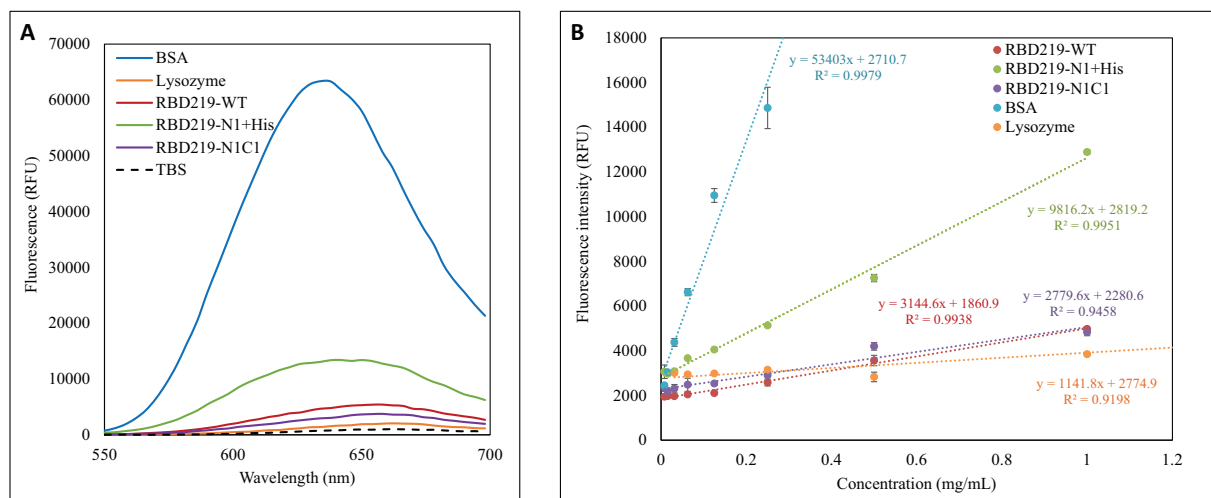 A
70000
60000
50000
40000
30000
20000
10000
0
Fluorescence (RFU)
BSA
Lysozyme
RBD219-WT
RBD219-N1+His
RBD219-N1C1
TBS
550
600
650
700
Wavelength (nm)
B
18000
16000
14000
12000
10000
8000
6000
4000
2000
0
Fluorescence intensity (RFU)
y = 53403x + 2710.7
R² = 0.9979
RBD219-WT
RBD219-N1+His
RBD219-N1C1
BSA
Lysozyme
y = 9816.2x + 2819.2
R² = 0.9951
y = 3144.6x + 1860.9
R² = 0.9938
y = 2779.6x + 2280.6
R² = 0.9458
y = 1141.8x + 2774.9
R² = 0.9198
0
0.2
0.4
0.6
0.8
1
1.2
Concentration (mg/mL)